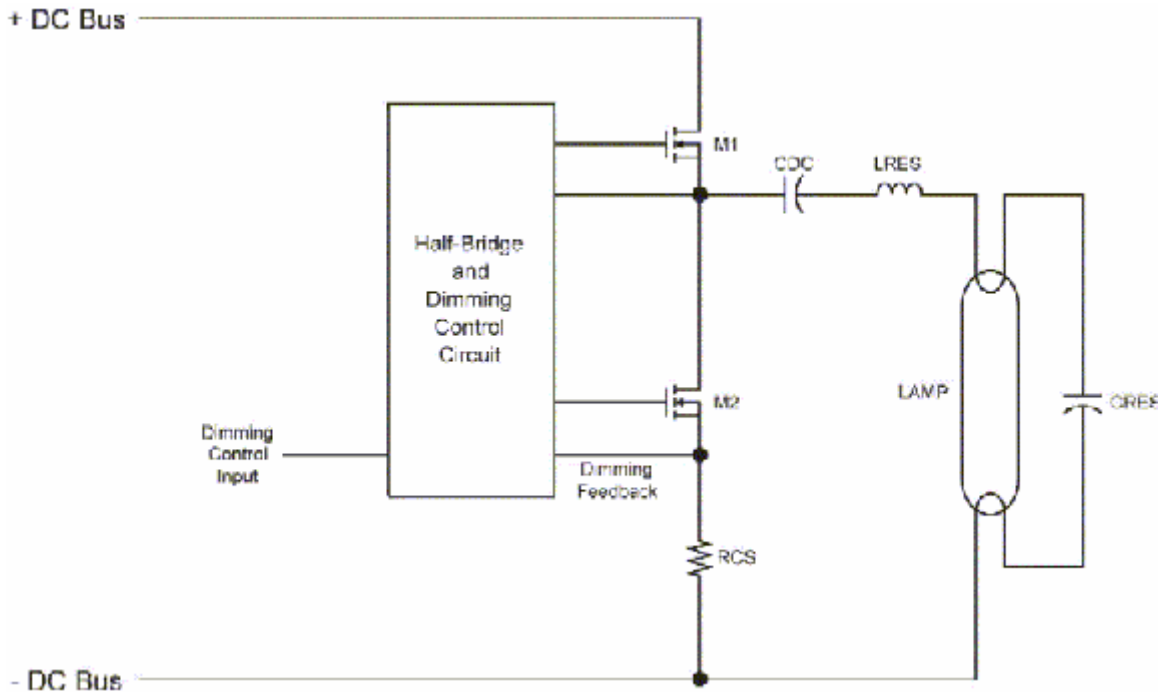 + DC Bus
M1
CDC
LRES
Half-Bridge
and
Dimming
Control
Circuit
LAMP
CRES
M2
Dimming
Control
Input
Dimming
Feedback
RCS
- DC Bus